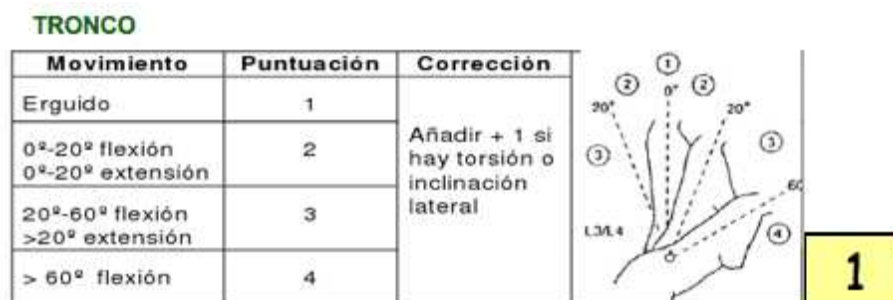 TRONCO
Movimiento Puntuación Corrección
Erguido 1
0º-20º flexión
0º-20º extensión
2
20º-60º flexión
>20º extensión
3
> 60º flexión 4
Añadir + 1 si
hay torsión o
inclinación
lateral
1
2 0° 2
20° 20°
3 3
60
L3/L4 4
1